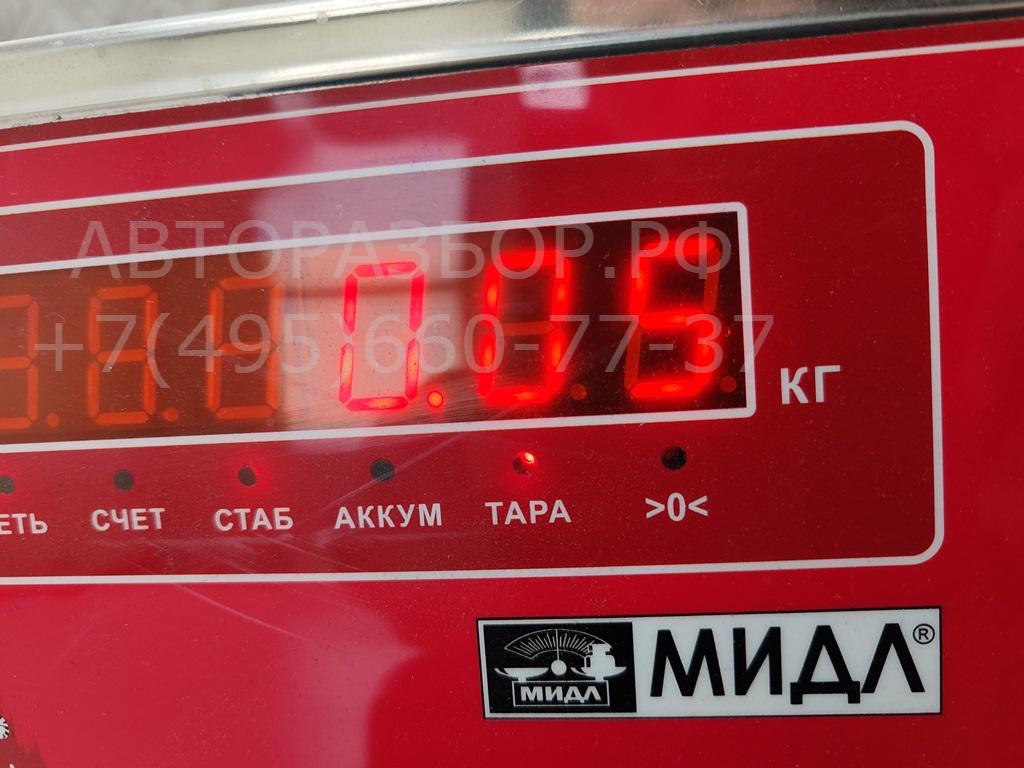 АВТОРАЗБОР.РФ
0.05
+7(495)660-77-37
КГ
СЧЕТ СТАБ АККУМ ТАРА >0<
МИДЛ
МИДЛ®